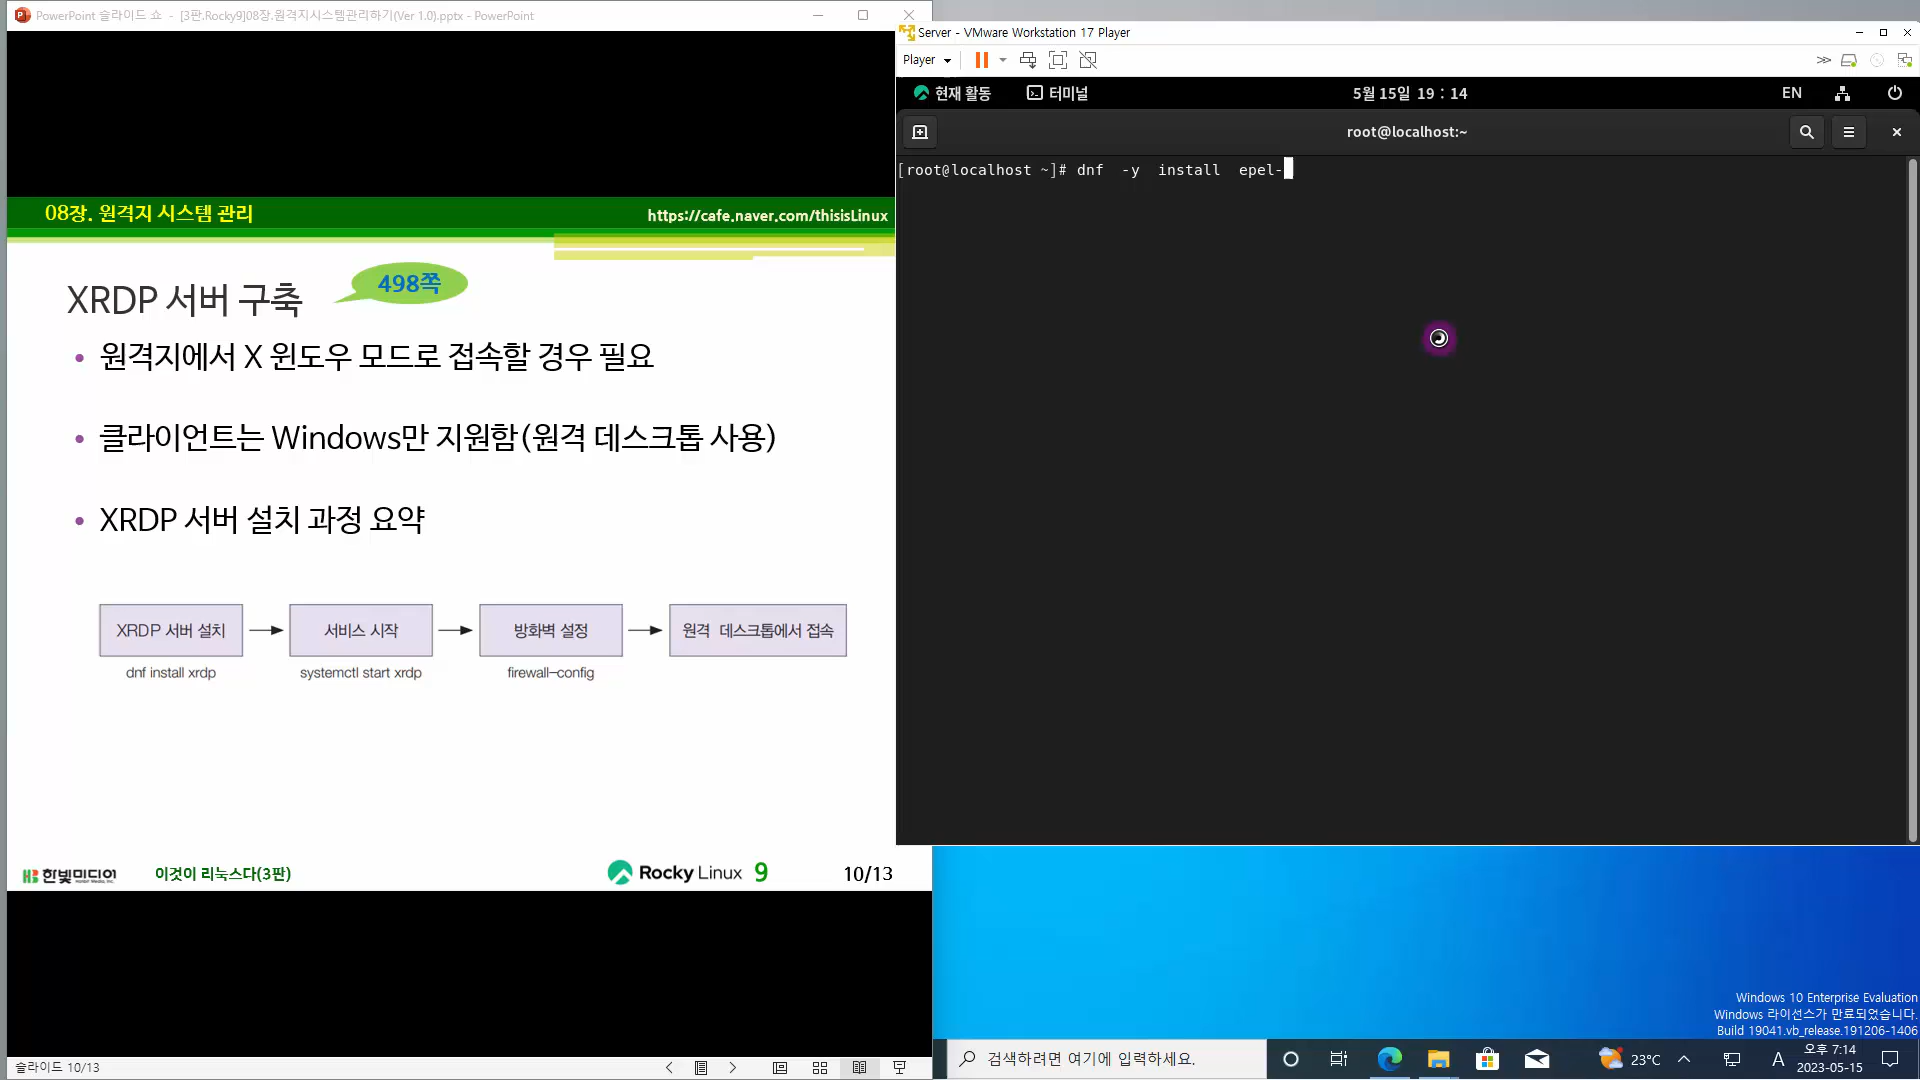 PowerPoint 슬라이드 쇼 - [3판.Rocky9]08장.원격지시스템관리하기(Ver 1.0).pptx - PowerPoint
08장. 원격지 시스템 관리
https://cafe.naver.com/thisisLinux
XRDP 서버 구축
498쪽
• 원격지에서 X 윈도우 모드로 접속할 경우 필요
• 클라이언트는 Windows만 지원함(원격 데스크톱 사용)
• XRDP 서버 설치 과정 요약
XRDP 서버 설치
서비스 시작
방화벽 설정
원격 데스크톱에서 접속
dnf install xrdp
systemctl start xrdp
firewall-config
한빛미디어
이것이 리눅스다(3판)
Rocky Linux 9
10/13
슬라이드 10/13
Server - VMware Workstation 17 Player
Player
현재 활동
터미널
5월 15일 19 : 14
EN
root@localhost:~
[root@localhost ~]# dnf  -y  install  epel-
Windows 10 Enterprise Evaluation
Windows 라이선스가 만료되었습니다.
Build 19041.vb_release.191206-1406
검색하려면 여기에 입력하세요.
23°C
A
오후 7:14
2023-05-15